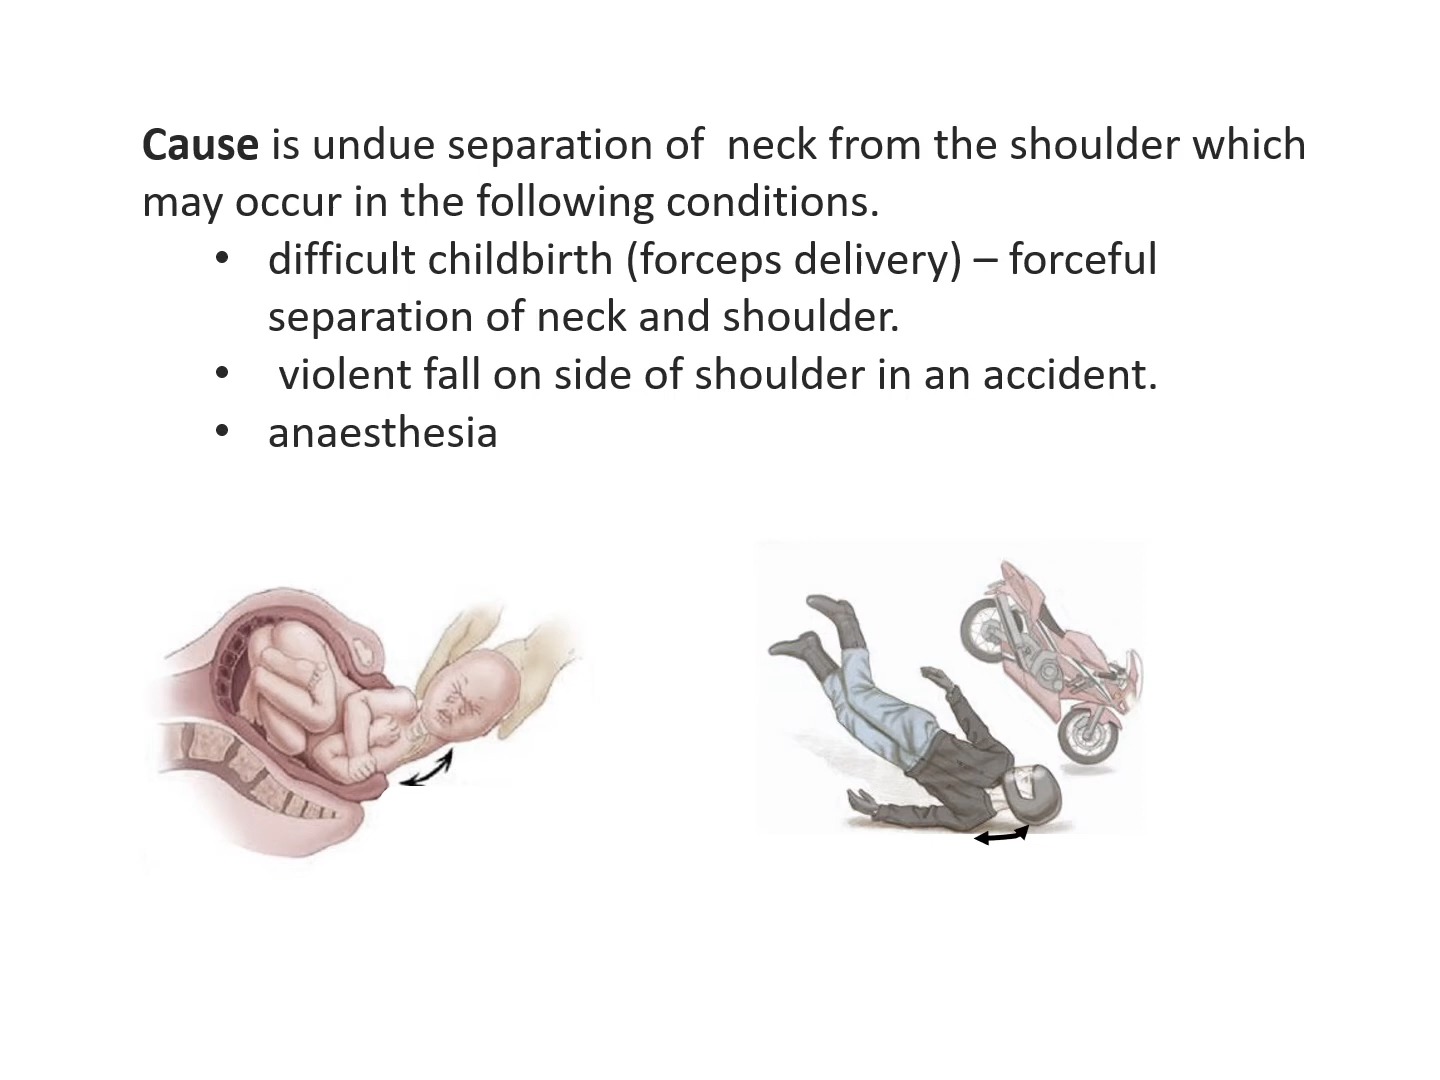 Cause is undue separation of  neck from the shoulder which
may occur in the following conditions.
• difficult childbirth (forceps delivery) – forceful
separation of neck and shoulder.
•  violent fall on side of shoulder in an accident.
• anaesthesia